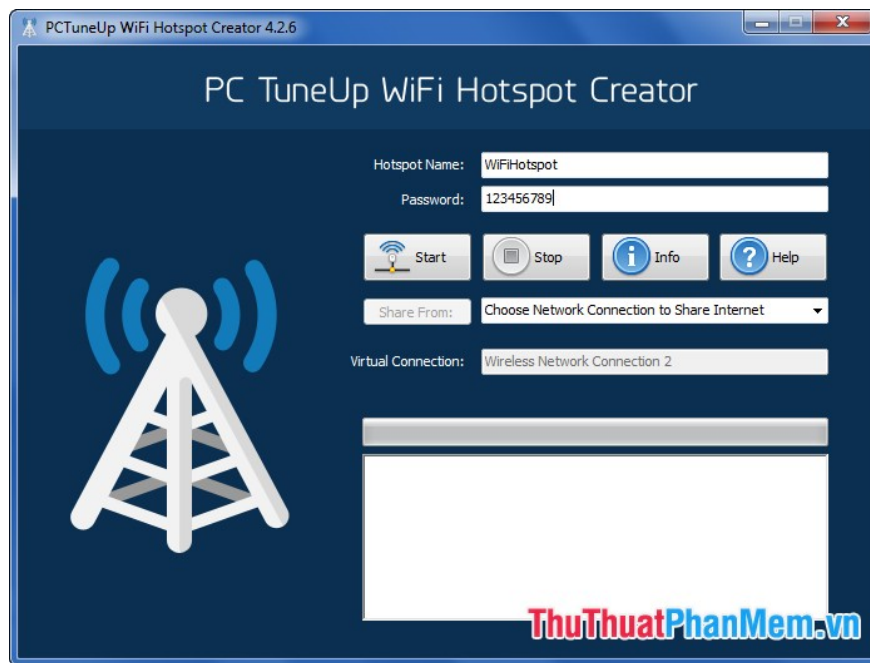 PCTuneUp WiFi Hotspot Creator 4.2.6
PC TuneUp WiFi Hotspot Creator
Hotspot Name: WiFiHotspot
Password: 123456789
Start Stop Info Help
Share From: Choose Network Connection to Share Internet
Virtual Connection: Wireless Network Connection 2
ThuThuatPhanMem.vn